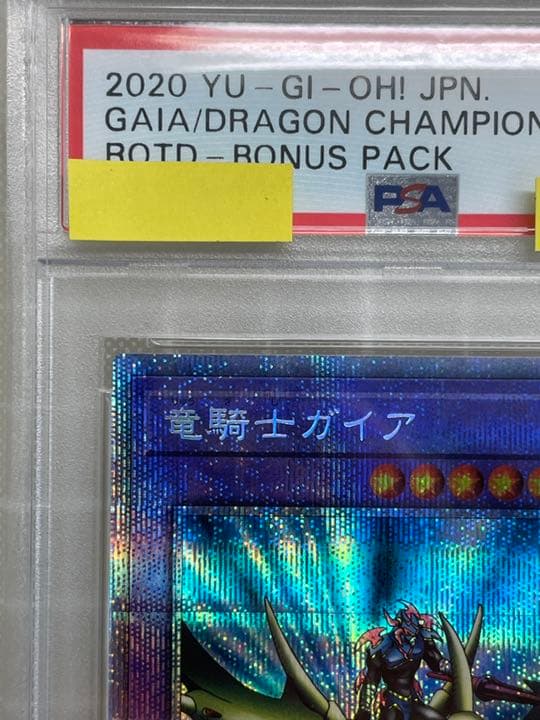 2020 YU-GI-OH! JPN.
GAIA/DRAGON CHAMPION
ROTD-BONUS PACK
PSA
竜騎士ガイア